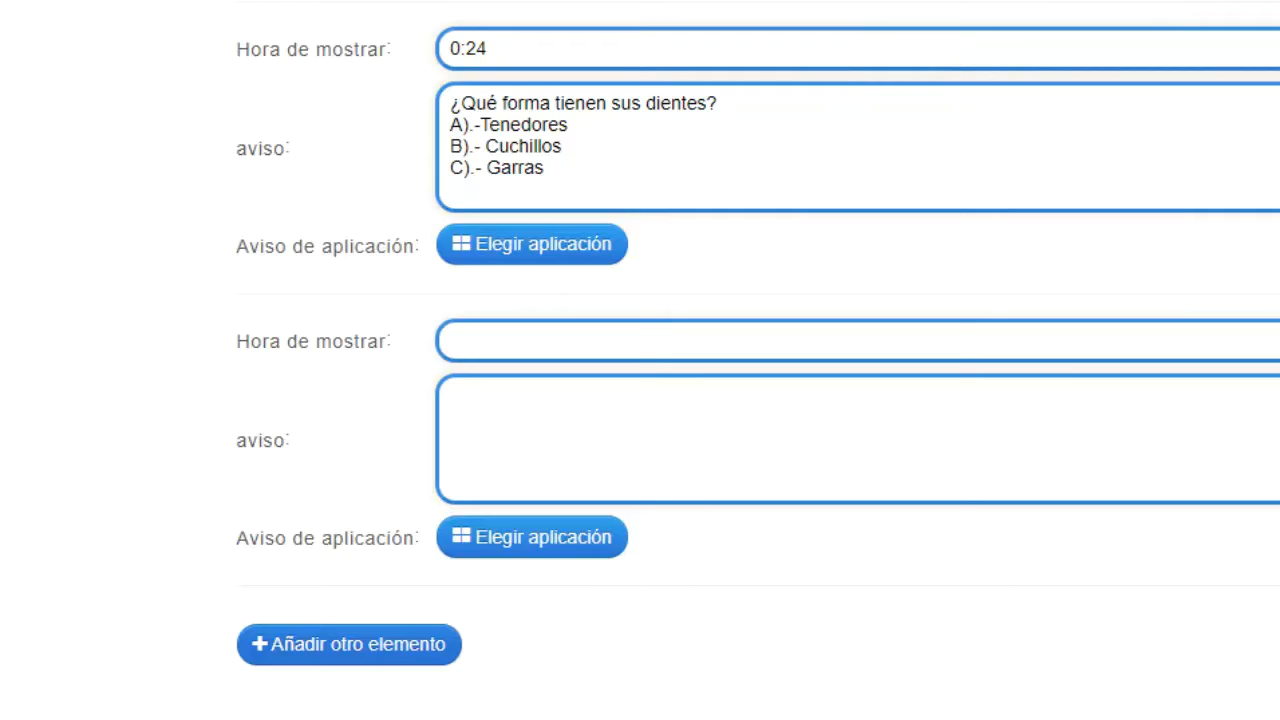 Hora de mostrar:
0:24
aviso:
¿Qué forma tienen sus dientes?
A).-Tenedores
B).- Cuchillos
C).- Garras
Aviso de aplicación:
Elegir aplicación
Hora de mostrar:
aviso:
Aviso de aplicación:
Elegir aplicación
Añadir otro elemento